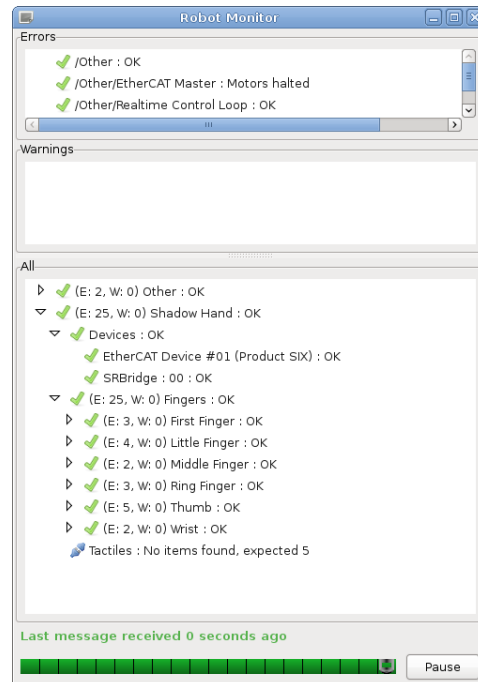 Robot Monitor
Errors
/Other : OK
/Other/EtherCAT Master : Motors halted
/Other/Realtime Control Loop : OK
Warnings
All
(E: 2, W: 0) Other : OK
(E: 25, W: 0) Shadow Hand : OK
Devices : OK
EtherCAT Device #01 (Product SIX) : OK
SRBridge : 00 : OK
(E: 25, W: 0) Fingers : OK
(E: 3, W: 0) First Finger : OK
(E: 4, W: 0) Little Finger : OK
(E: 2, W: 0) Middle Finger : OK
(E: 3, W: 0) Ring Finger : OK
(E: 5, W: 0) Thumb : OK
(E: 2, W: 0) Wrist : OK
Tactiles : No items found, expected 5
Last message received 0 seconds ago
Pause